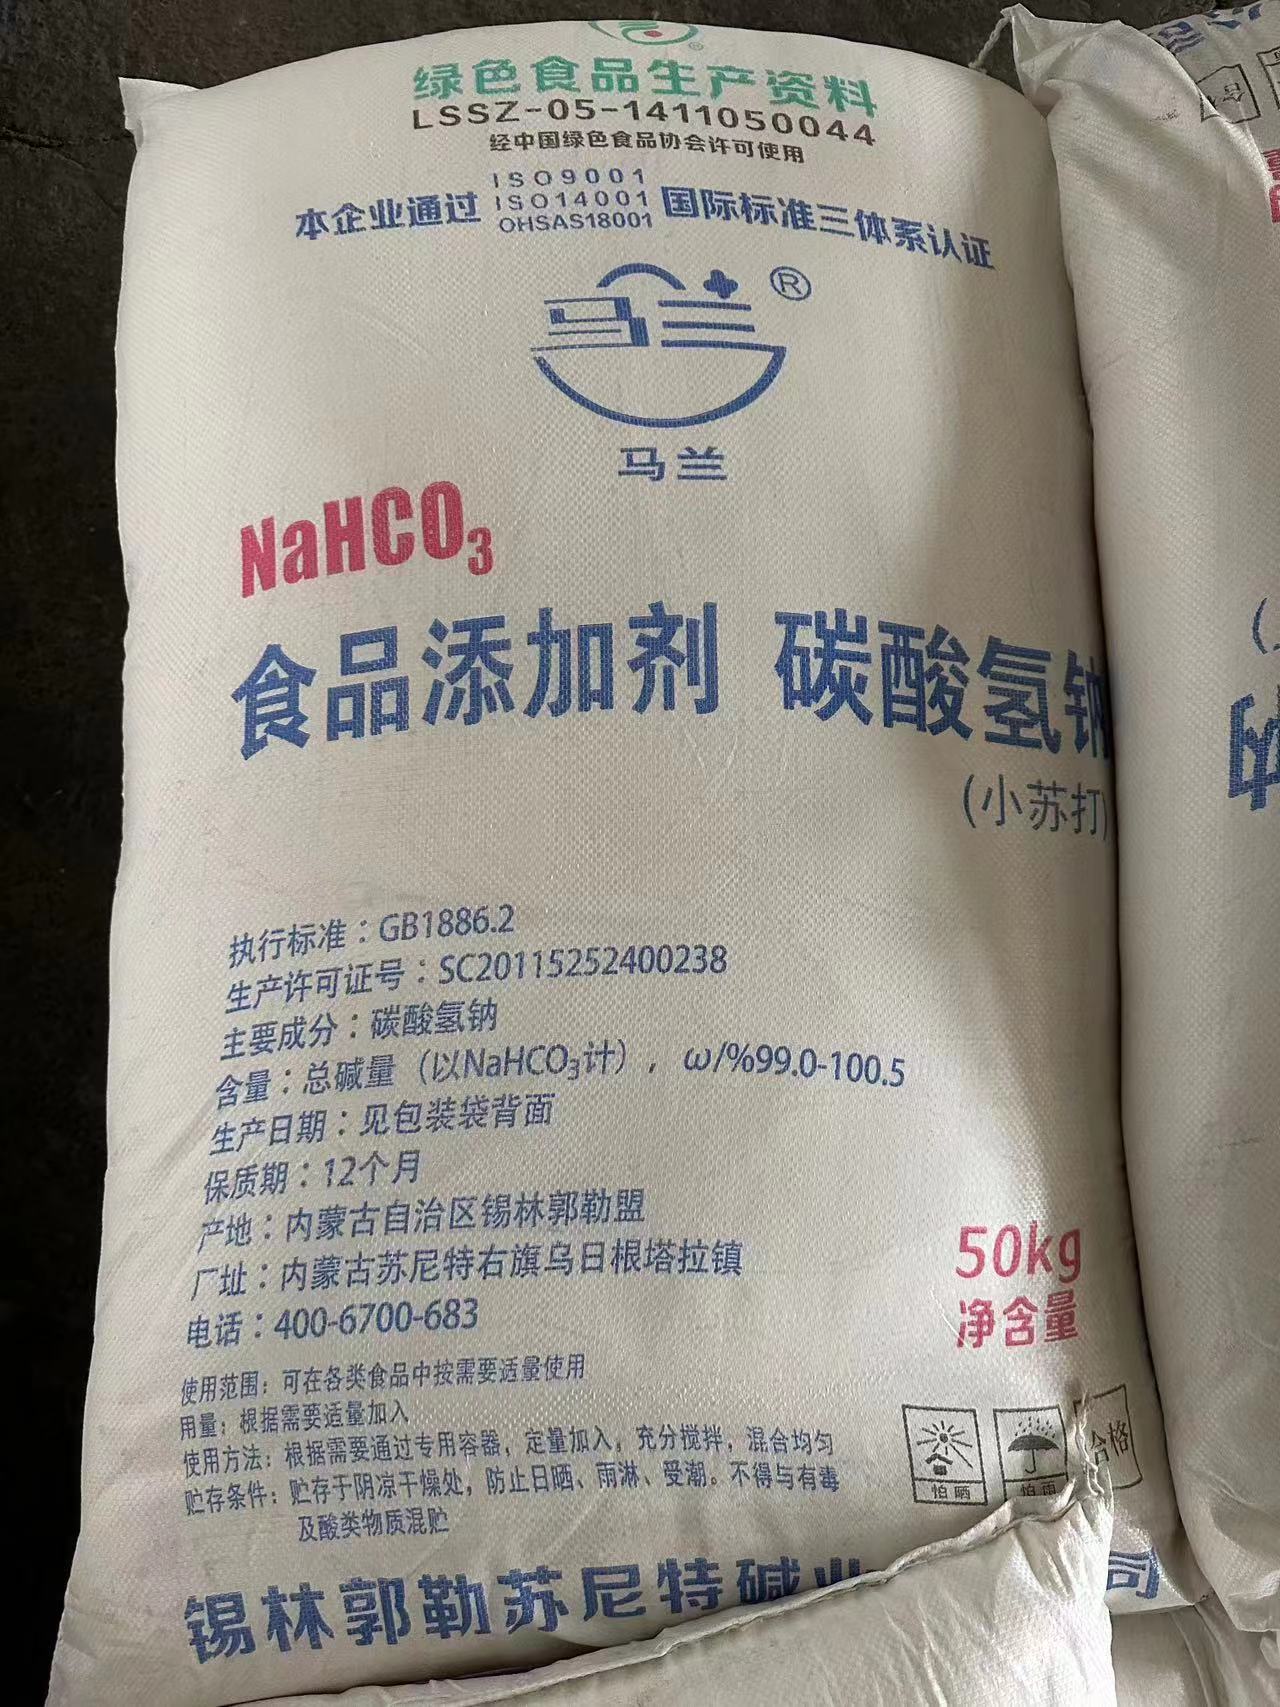 绿色食品生产资料
LSSZ-05-1411050044
经中国绿色食品协会许可使用
本企业通过 ISO9001 ISO14001 OHSAS18001 国际标准三体系认证
马兰 ®
马兰
NaHCO₃
食品添加剂 碳酸氢钠
(小苏打)
执行标准：GB1886.2
生产许可证号：SC20115252400238
主要成分：碳酸氢钠
含量：总碱量（以NaHCO₃计），ω/%99.0-100.5
生产日期：见包装袋背面
保质期：12个月
产地：内蒙古自治区锡林郭勒盟
厂址：内蒙古苏尼特右旗乌日根塔拉镇
电话：400-6700-683
50kg
净含量
使用范围：可在各类食品中按需要适量使用
用量：根据需要适量加入
使用方法：根据需要通过专用容器，定量加入，充分搅拌，混合均匀
贮存条件：贮存于阴凉干燥处，防止日晒、雨淋、受潮。不得与有毒
及酸类物质混贮
怕晒 怕雨 合格
锡林郭勒苏尼特碱业 司
钠